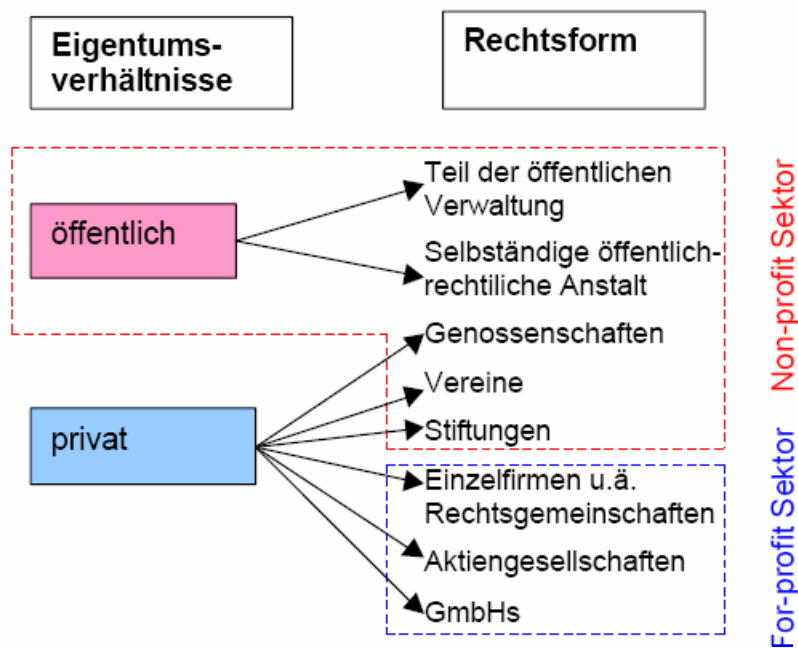 Eigentums-
verhältnisse
Rechtsform
öffentlich
Teil der öffentlichen
Verwaltung
Selbständige öffentlich-
rechtiliche Anstalt
privat
Genossenschaften
Vereine
Stiftungen
Einzelfirmen u.ä.
Rechtsgemeinschaften
Aktiengesellschaften
GmbHs
Non-profit Sektor
For-profit Sektor